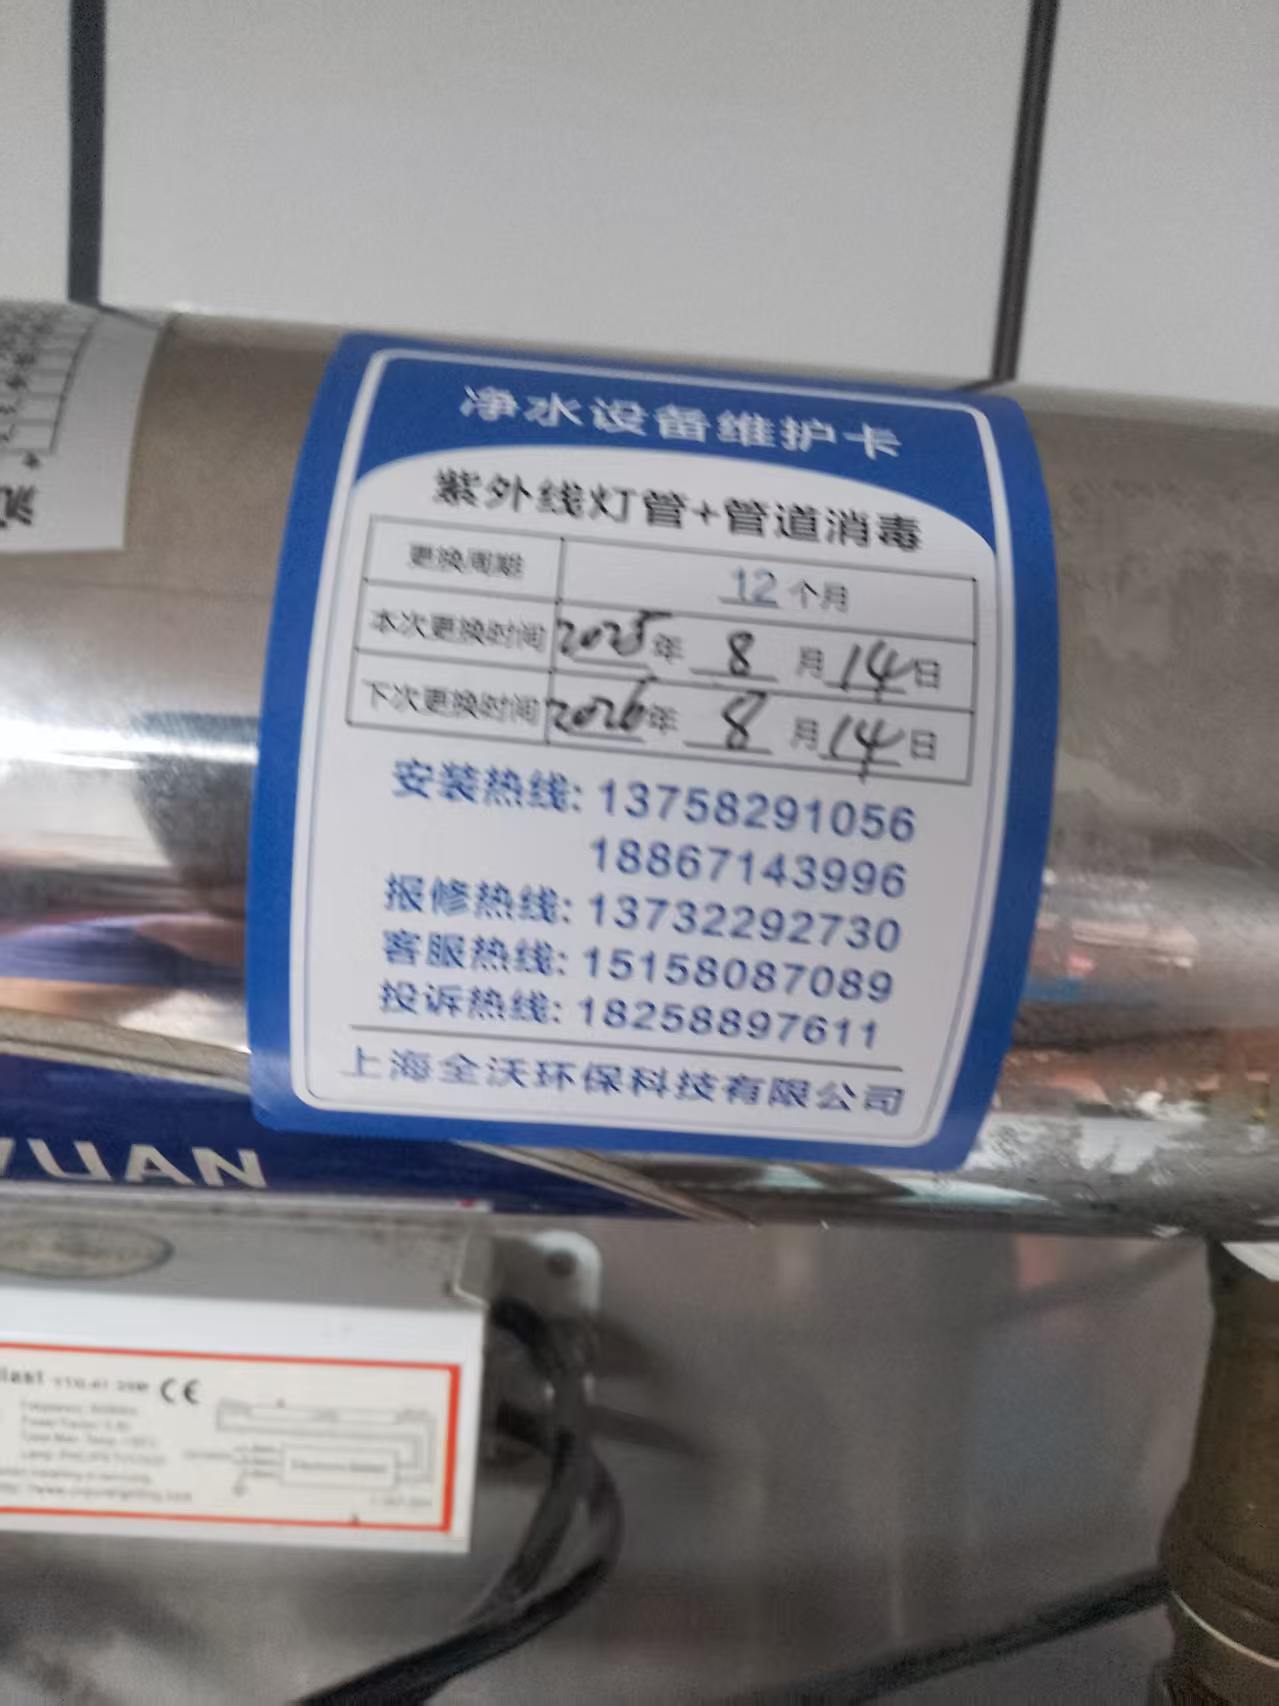 净水设备维护卡
紫外线灯管+管道消毒
更换周期 12个月
本次更换时间 2025年 8 月 14 日
下次更换时间 2026年 8 月 14 日
安装热线: 13758291056
18867143996
报修热线: 13732292730
客服热线: 15158087089
投诉热线: 18258897611
上海全沃环保科技有限公司
YUAN
CE